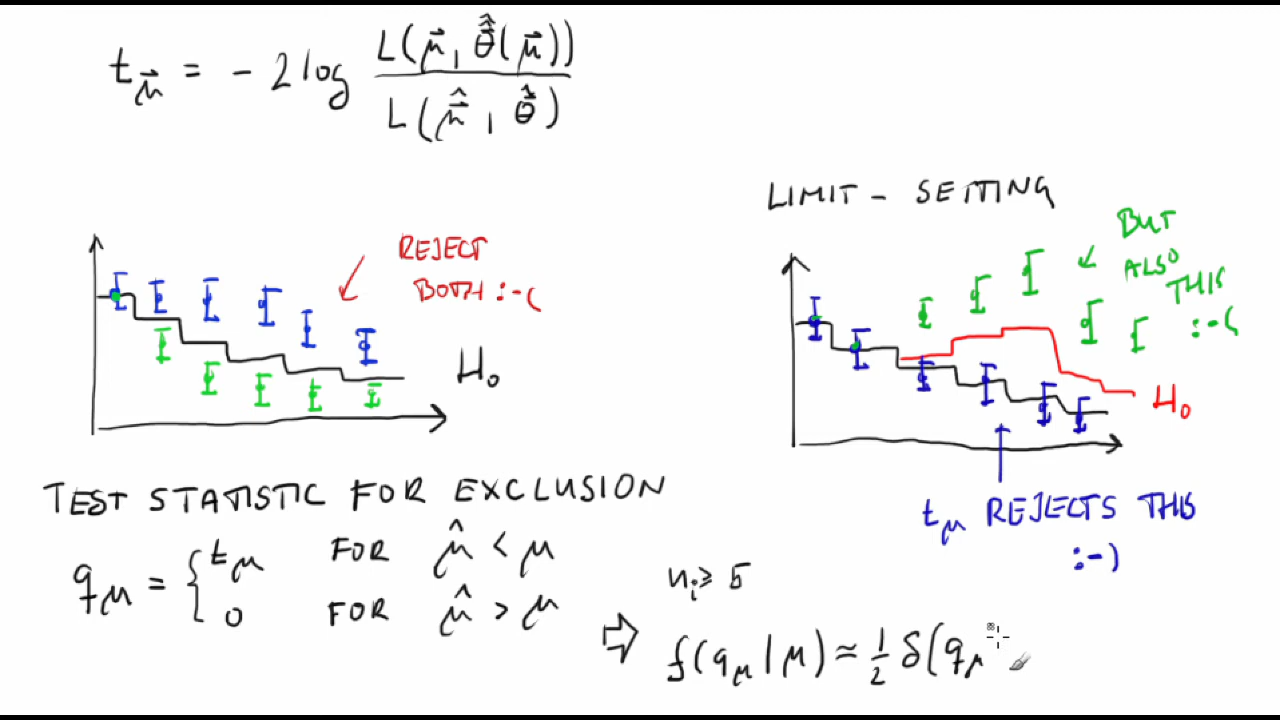 t_μ⃗ = -2 log L(μ⃗, θ̂̂(μ⃗)) / L(μ⃗̂, θ̂)
LIMIT - SETTING
REJECT
BOTH :-(
H₀
BUT
ALSO
THIS
:-(
H₀
t_μ REJECTS THIS
:-)
TEST STATISTIC FOR EXCLUSION
q_μ = { t_μ FOR μ̂ < μ
0 FOR μ̂ > μ
n_i ≥ 5
⇨ f(q_μ | μ) ≈ 1/2 δ(q_μ